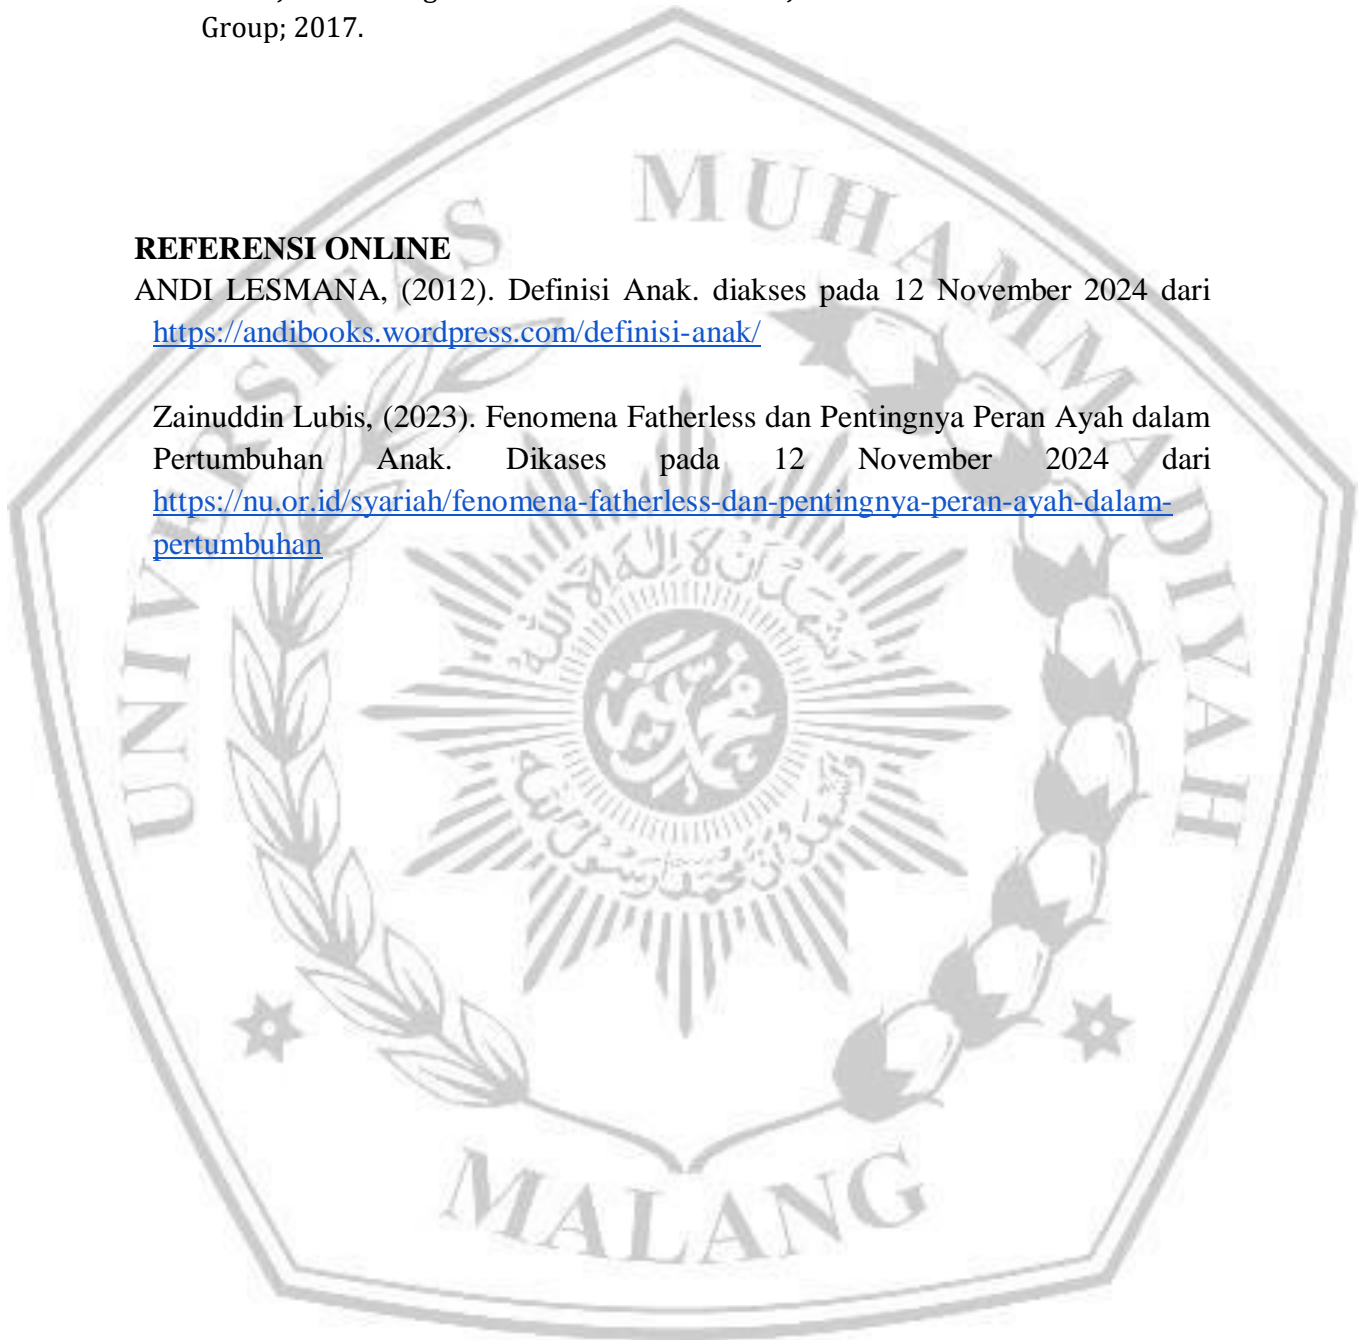 Group; 2017.
UNIVERSITAS MUHAMMADIYAH
REFERENSI ONLINE
ANDI LESMANA, (2012). Definisi Anak. diakses pada 12 November 2024 dari
https://andibooks.wordpress.com/definisi-anak/
Zainuddin Lubis, (2023). Fenomena Fatherless dan Pentingnya Peran Ayah dalam
Pertumbuhan Anak. Dikases pada 12 November 2024 dari
https://nu.or.id/syariah/fenomena-fatherless-dan-pentingnya-peran-ayah-dalam-
pertumbuhan
MALANG